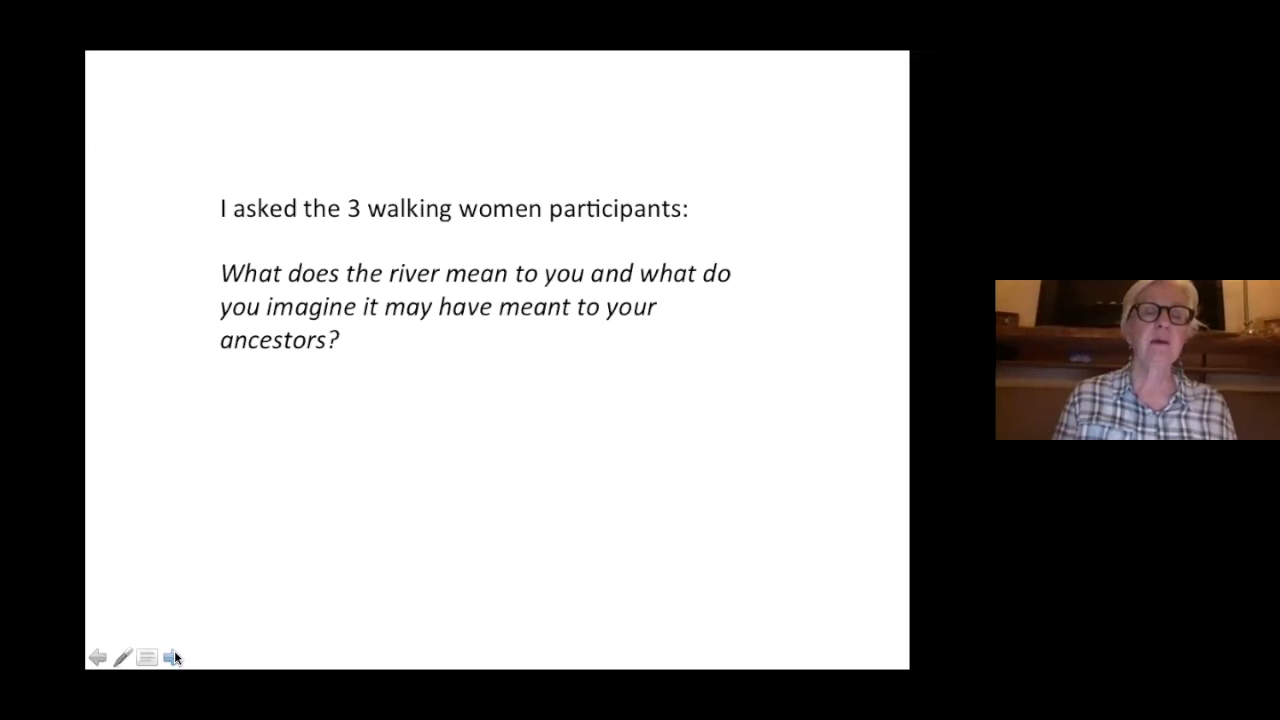 I asked the 3 walking women participants:
What does the river mean to you and what do
you imagine it may have meant to your
ancestors?